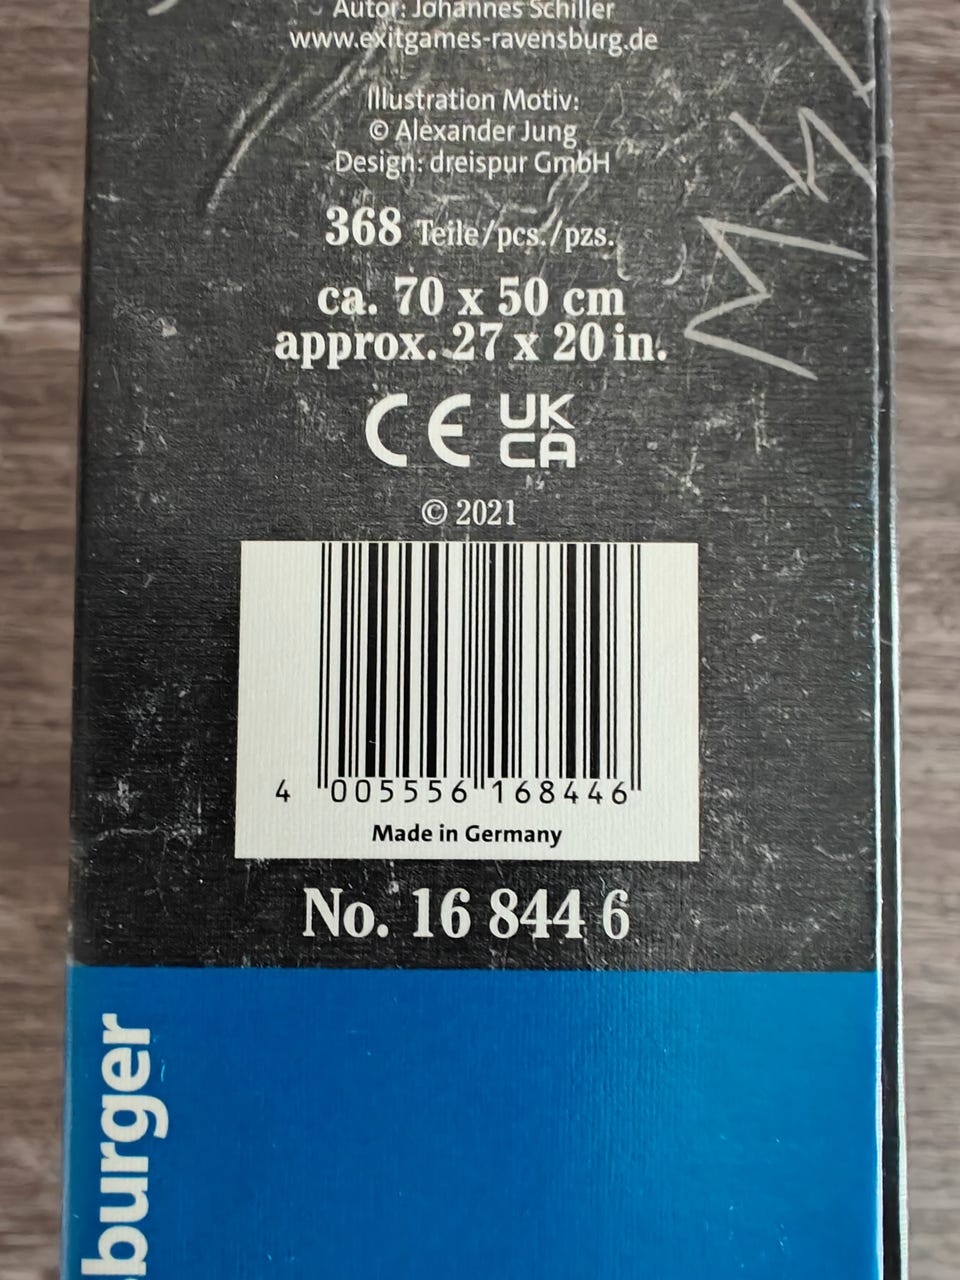 Autor: Johannes Schiller
www.exitgames-ravensburg.de
Illustration Motiv:
© Alexander Jung
Design: dreispur GmbH
368 Teile/pcs./pzs.
ca. 70 x 50 cm
approx. 27 x 20 in.
CE UK
CA
© 2021
4 005556 168446
Made in Germany
No. 16 844 6
burger